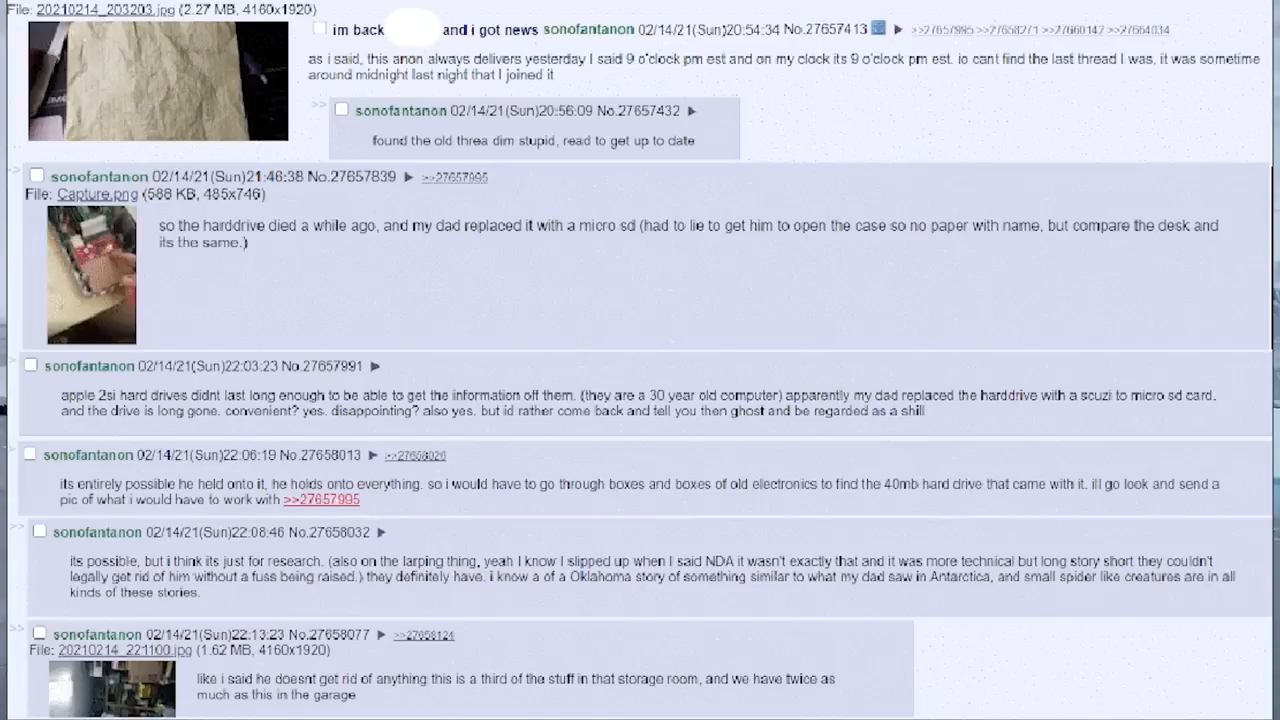 File: 20210214_203203.jpg (2.27 MB, 4160x1920)
im back and i got news sonofantanon 02/14/21(Sun)20:54:34 No.27657413 ▶ >>27657995 >>27658271 >>27660142 >>27664034
as i said, this anon always delivers yesterday I said 9 o'clock pm est and on my clock its 9 o'clock pm est. io cant find the last thread I was, it was sometime
around midnight last night that I joined it
>> sonofantanon 02/14/21(Sun)20:56:09 No.27657432 ▶
found the old threa dim stupid, read to get up to date
sonofantanon 02/14/21(Sun)21:46:38 No.27657839 ▶ >>27657995
File: Capture.png (588 KB, 485x746)
so the harddrive died a while ago, and my dad replaced it with a micro sd (had to lie to get him to open the case so no paper with name, but compare the desk and
its the same.)
sonofantanon 02/14/21(Sun)22:03:23 No.27657991 ▶
apple 2si hard drives didnt last long enough to be able to get the information off them. (they are a 30 year old computer) apparently my dad replaced the harddrive with a scuzi to micro sd card.
and the drive is long gone. convenient? yes. disappointing? also yes. but id rather come back and tell you then ghost and be regarded as a shill
sonofantanon 02/14/21(Sun)22:06:19 No.27658013 ▶ >>27658026
its entirely possible he held onto it, he holds onto everything. so i would have to go through boxes and boxes of old electronics to find the 40mb hard drive that came with it. ill go look and send a
pic of what i would have to work with >>27657995
>> sonofantanon 02/14/21(Sun)22:08:46 No.27658032 ▶
its possible, but i think its just for research. (also on the larping thing, yeah I know I slipped up when I said NDA it wasn't exactly that and it was more technical but long story short they couldn't
legally get rid of him without a fuss being raised.) they definitely have. i know a of a Oklahoma story of something similar to what my dad saw in Antarctica, and small spider like creatures are in all
kinds of these stories.
>> sonofantanon 02/14/21(Sun)22:13:23 No.27658077 ▶ >>27658124
File: 20210214_221100.jpg (1.62 MB, 4160x1920)
like i said he doesnt get rid of anything this is a third of the stuff in that storage room, and we have twice as
much as this in the garage